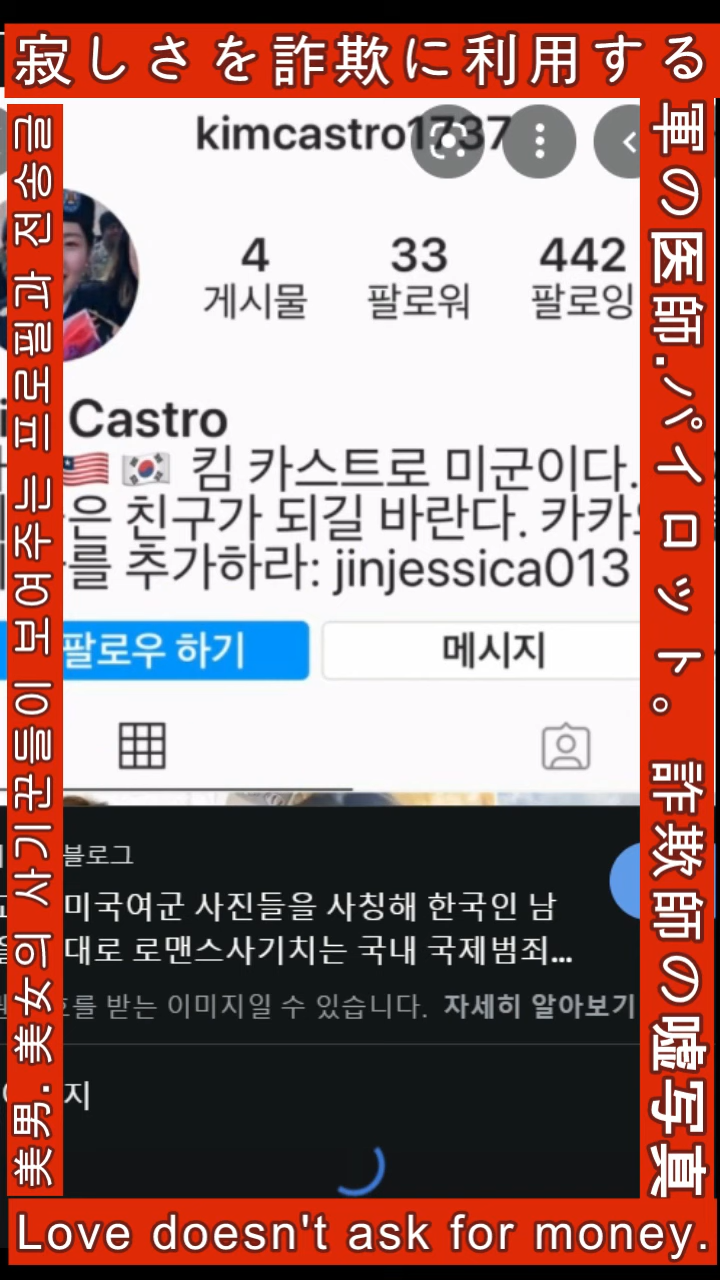 寂しさを詐欺に利用する
kimcastro1737
4
33
442
게시물
팔로워
팔로잉
Castro
킴 카스트로 미군이다.
은 친구가 되길 바란다. 카카
를 추가하라: jinjessica013
팔로우 하기
메시지
블로그
미국여군 사진들을 사칭해 한국인 남
대로 로맨스사기치는 국내 국제범죄...
를 받는 이미지일 수 있습니다. 자세히 알아보기
지
美男. 美女의 사기꾼들이 보여주는 프로필과 전송글
軍の医師.パイロット。 詐欺師の嘘写真
Love doesn't ask for money.